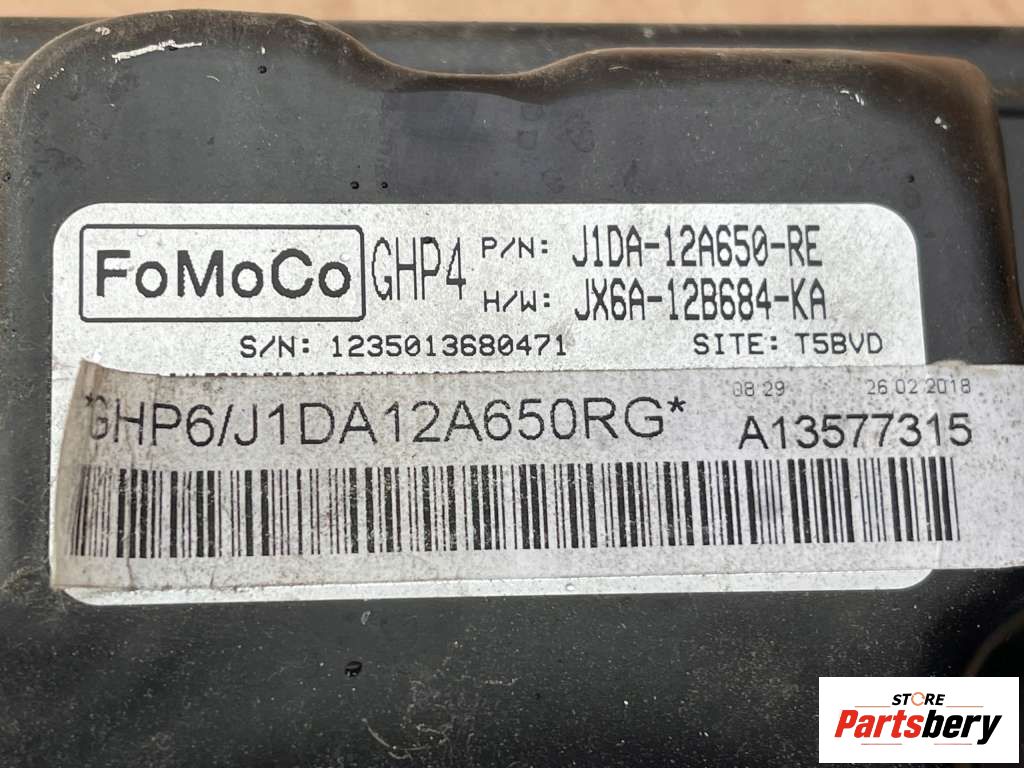 FoMoCo GHP4 P/N: J1DA-12A650-RE
H/W: JX6A-12B684-KA
S/N: 1235013680471 SITE: T5BVD
08 29 26 02 2018
*GHP6/J1DA12A650RG* A13577315
STORE
Partsbery